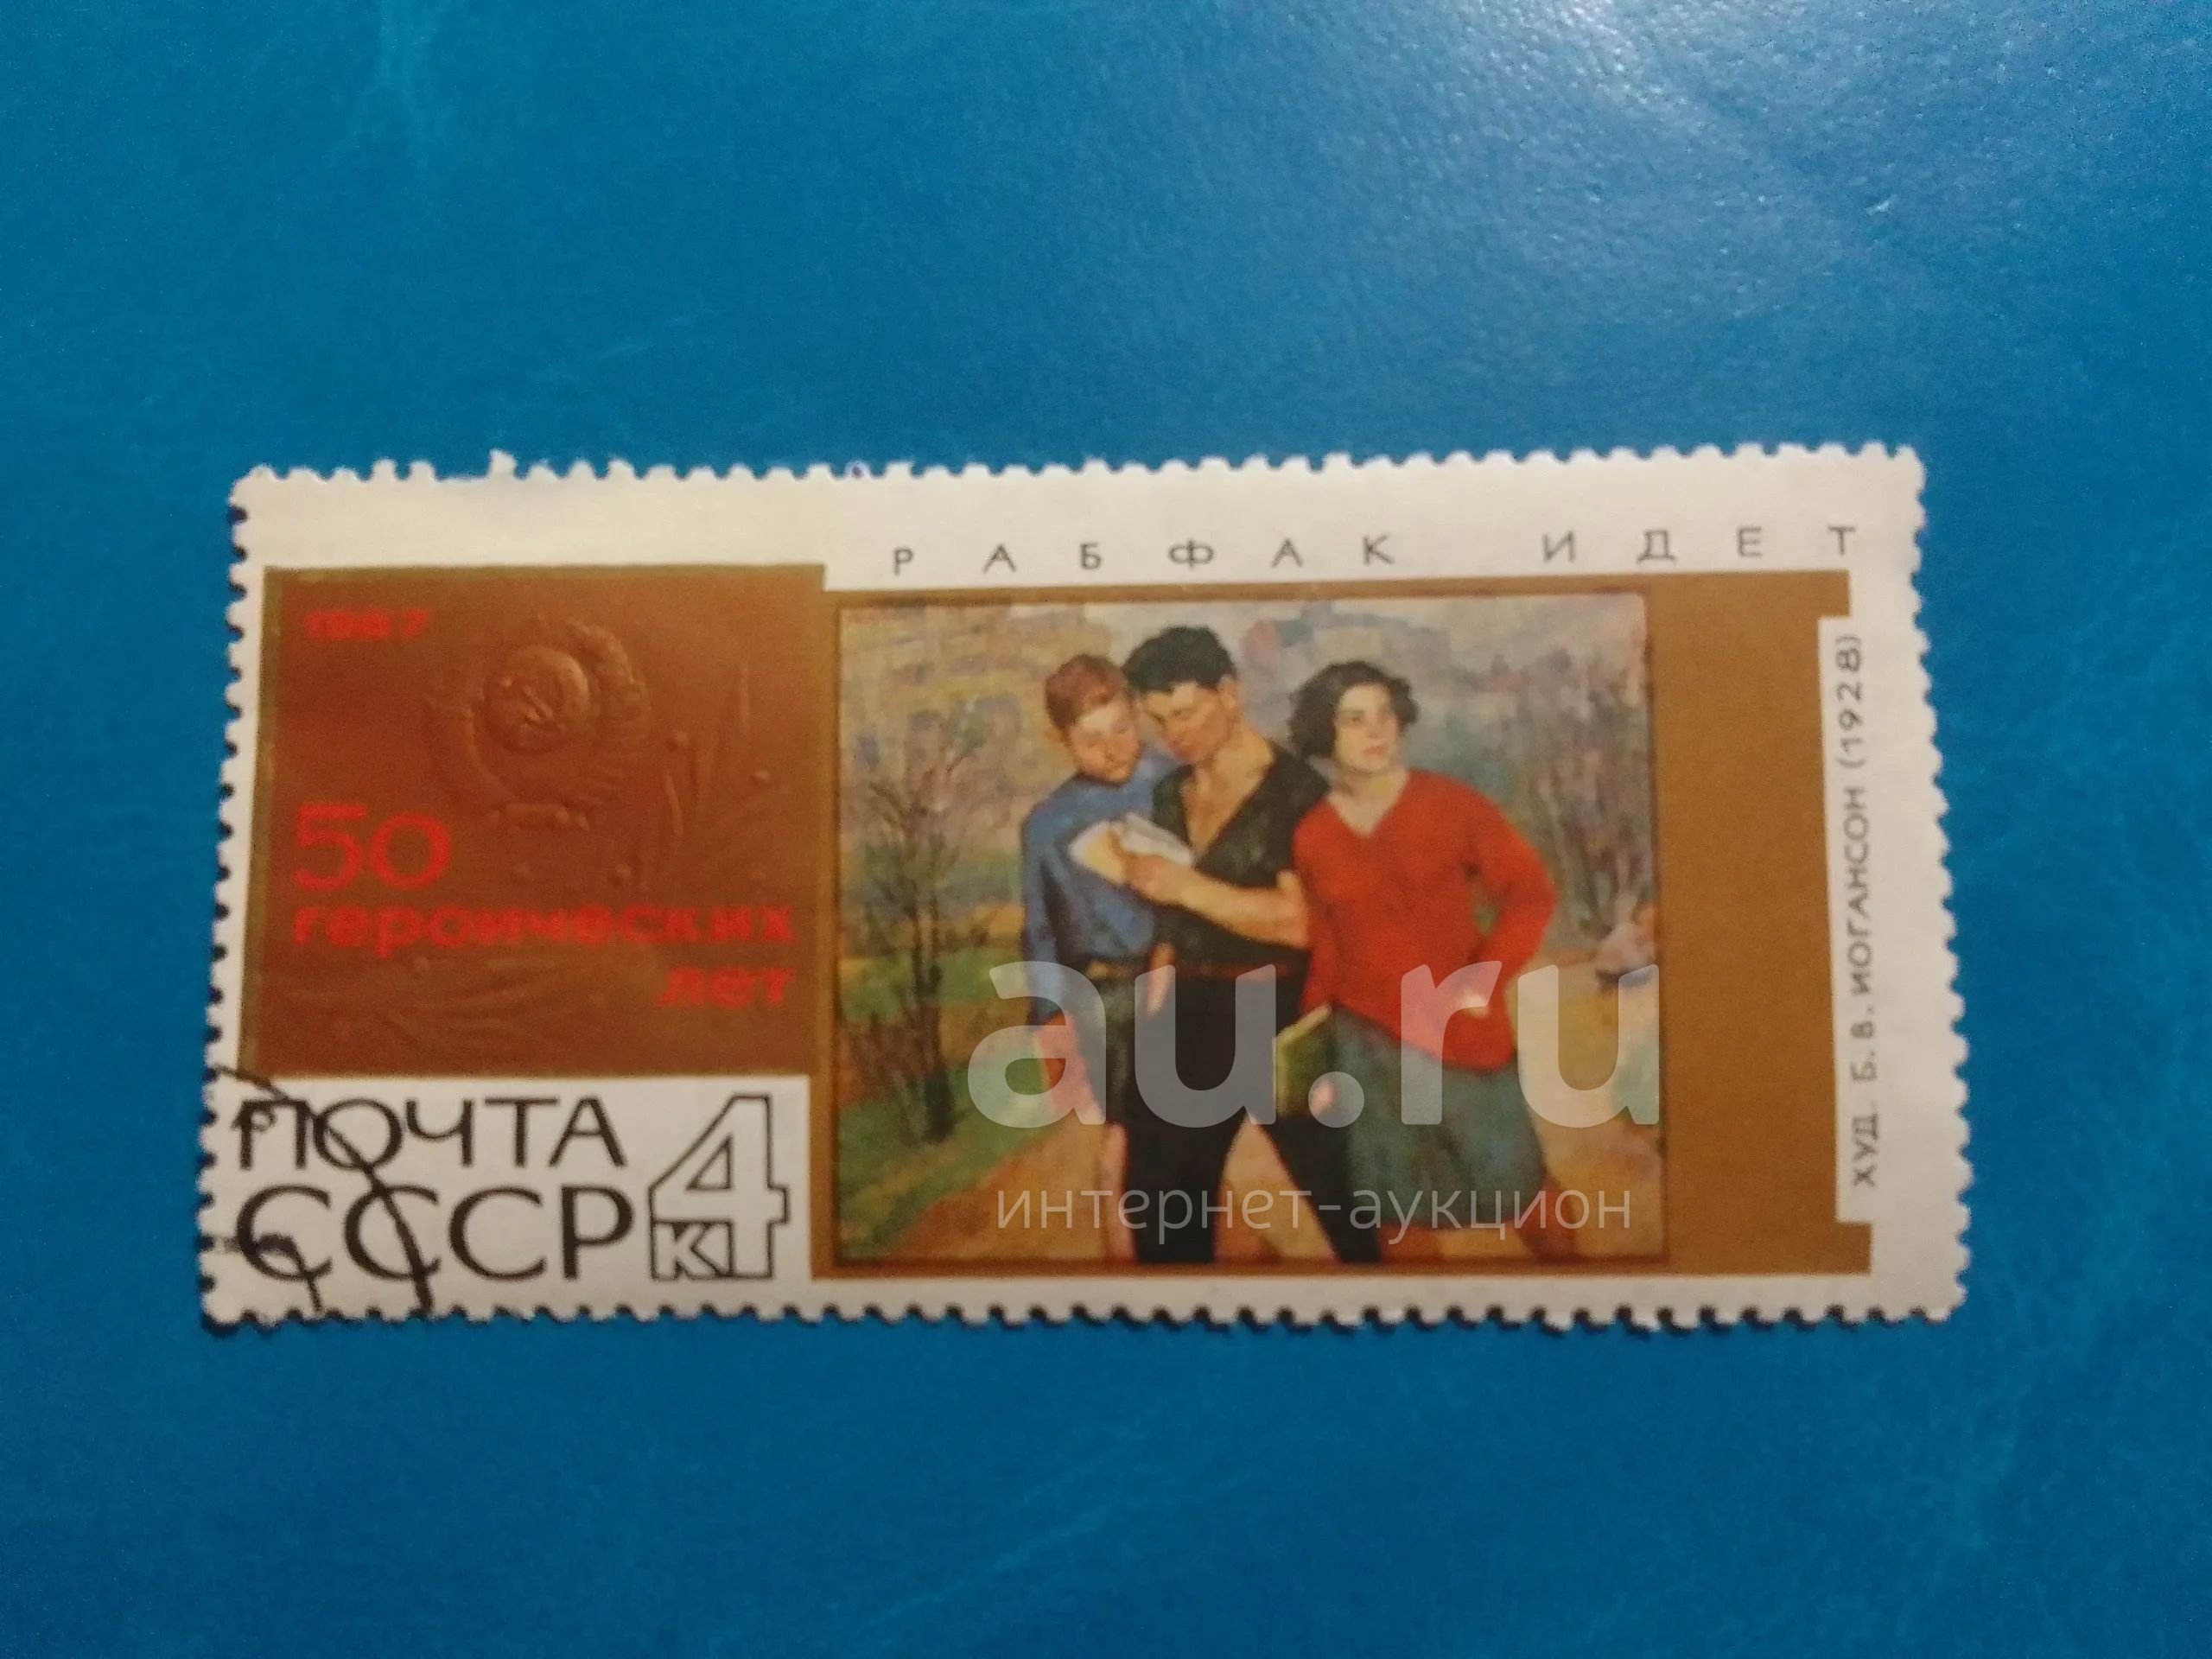 РАБФАК ИДЕТ
1967
50
героических
лет
ПОЧТА
СССР
4
К
ХУД. Б. В. ИОГАНСОН (1928)
au.ru
интернет-аукцион